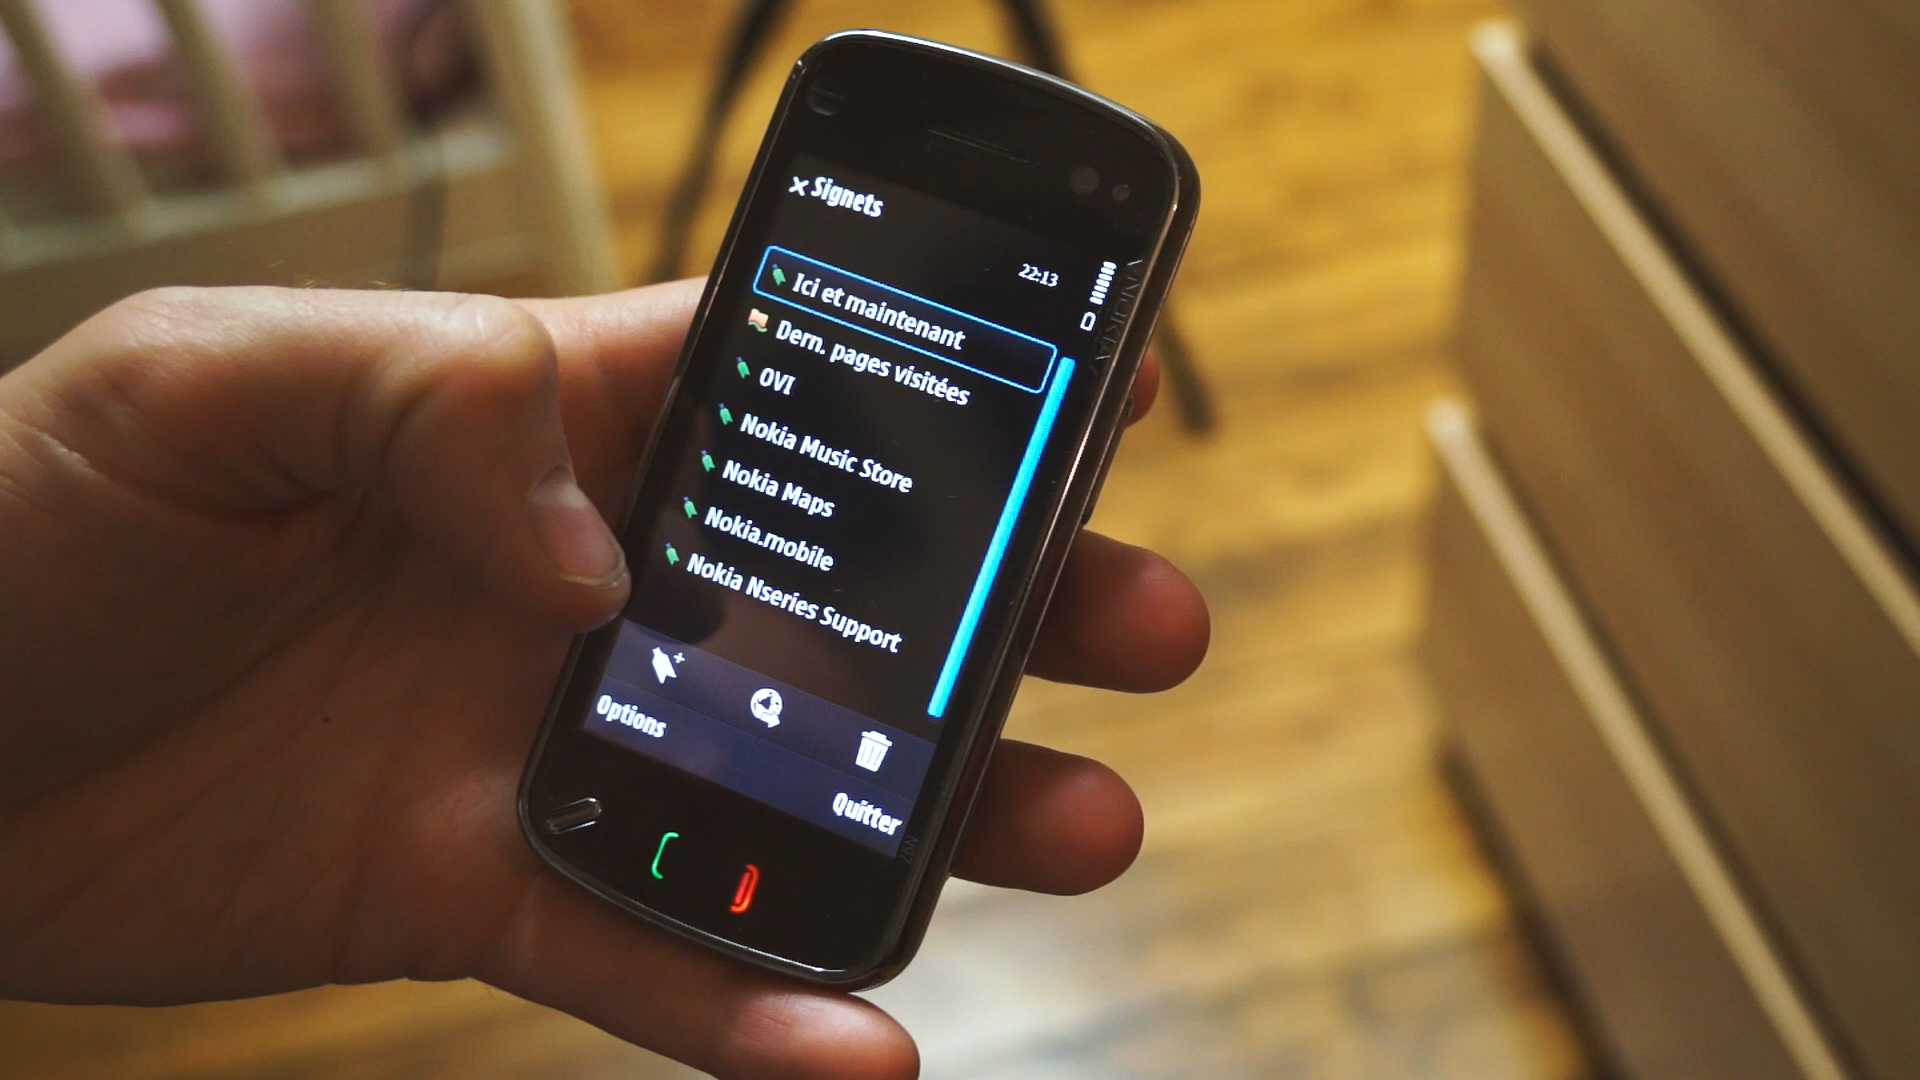 Signets
22:13
Ici et maintenant
Dern. pages visitées
OVI
Nokia Music Store
Nokia Maps
Nokia.mobile
Nokia Nseries Support
Options
Quitter
NOKIA
N97